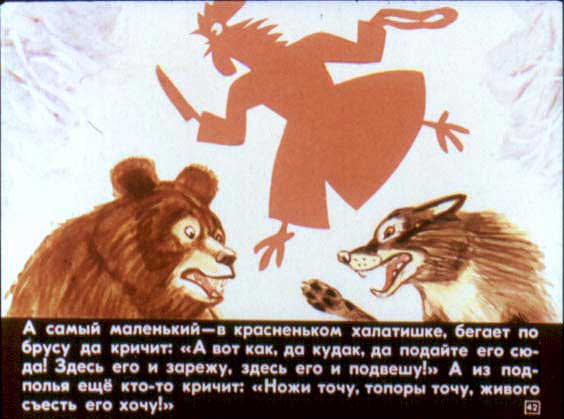 А самый маленький—в красненьком халатишке, бегает по
брусу да кричит: «А вот как, да кудак, да подайте его сю-
да! Здесь его и зарежу, здесь его и подвешу!» А из под-
полья ещё кто-то кричит: «Ножи точу, топоры точу, живого
съесть его хочу!»
42